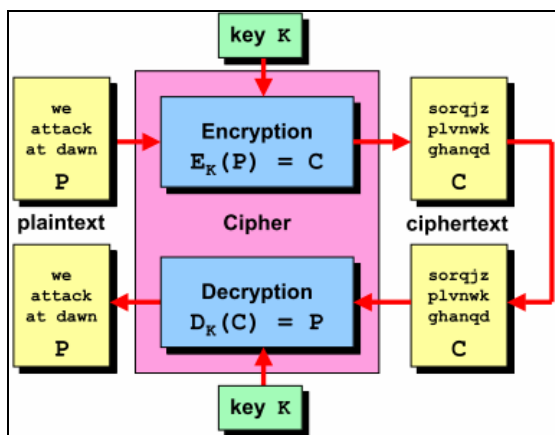 key K
we
attack
at dawn
P
Encryption
E_K(P) = C
sorqjz
plvnwk
ghanqd
C
plaintext
Cipher
ciphertext
we
attack
at dawn
P
Decryption
D_K(C) = P
sorqjz
plvnwk
ghanqd
C
key K